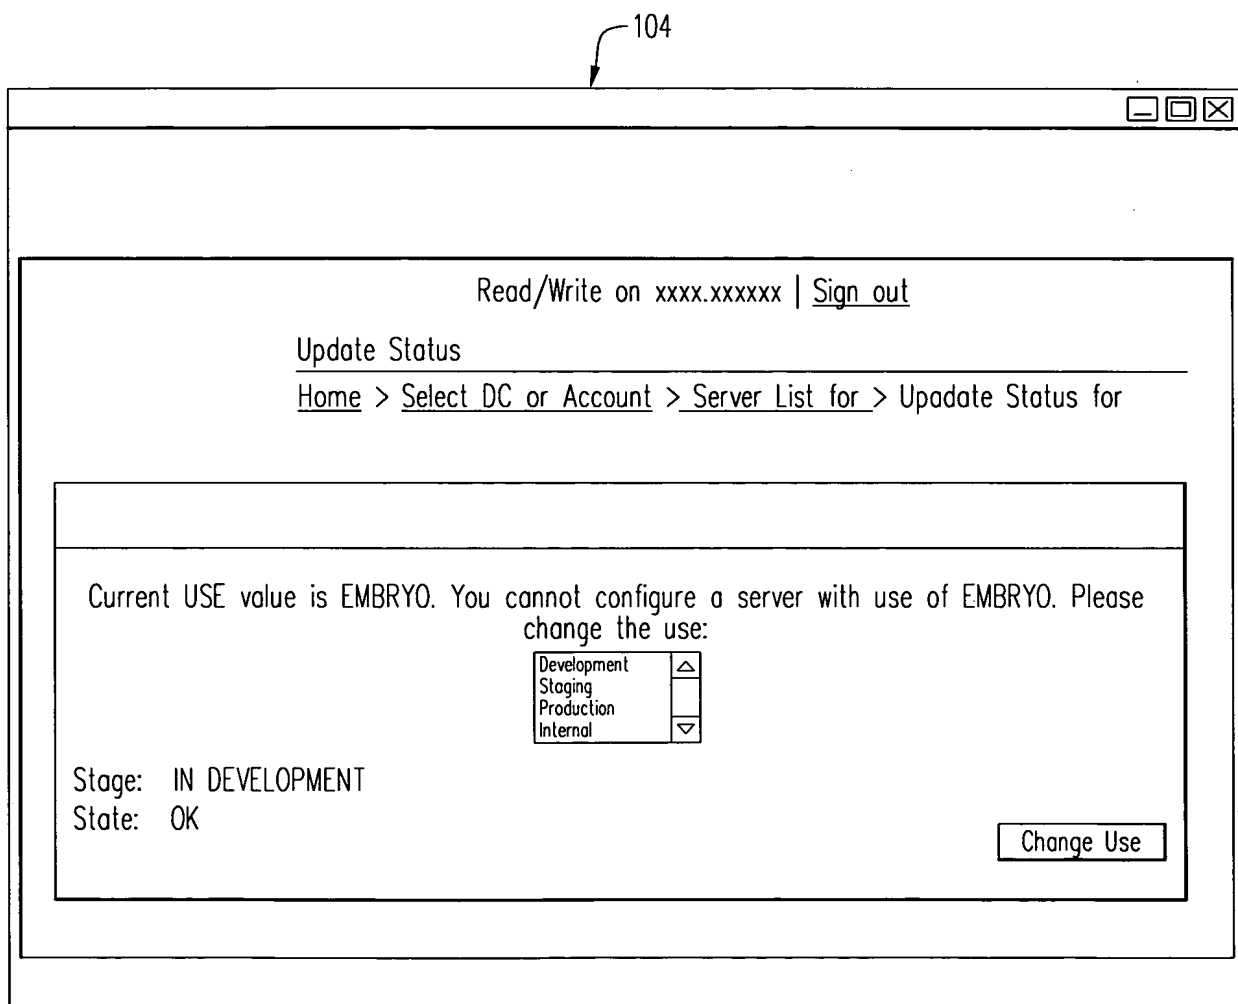 104
Read/Write on xxxx.xxxxxx | Sign out
Update Status
Home > Select DC or Account > Server List for > Upadate Status for
Current USE value is EMBRYO. You cannot configure a server with use of EMBRYO. Please
change the use:
Development
Staging
Production
Internal
Stage: IN DEVELOPMENT
State: OK
Change Use